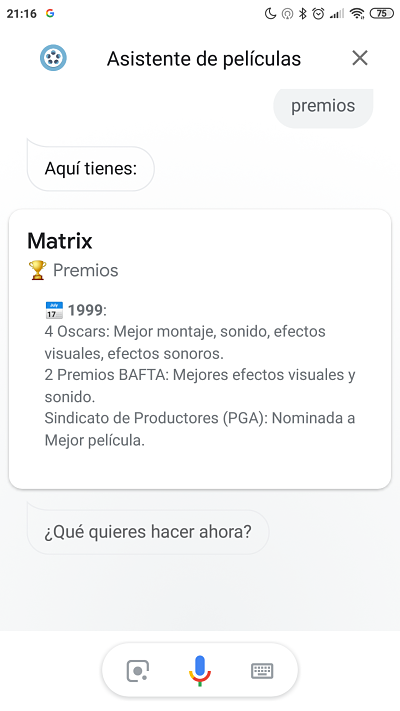 21:16
75
Asistente de películas
premios
Aquí tienes:
Matrix
Premios
July
17
1999:
4 Oscars: Mejor montaje, sonido, efectos
visuales, efectos sonoros.
2 Premios BAFTA: Mejores efectos visuales y
sonido.
Sindicato de Productores (PGA): Nominada a
Mejor película.
¿Qué quieres hacer ahora?